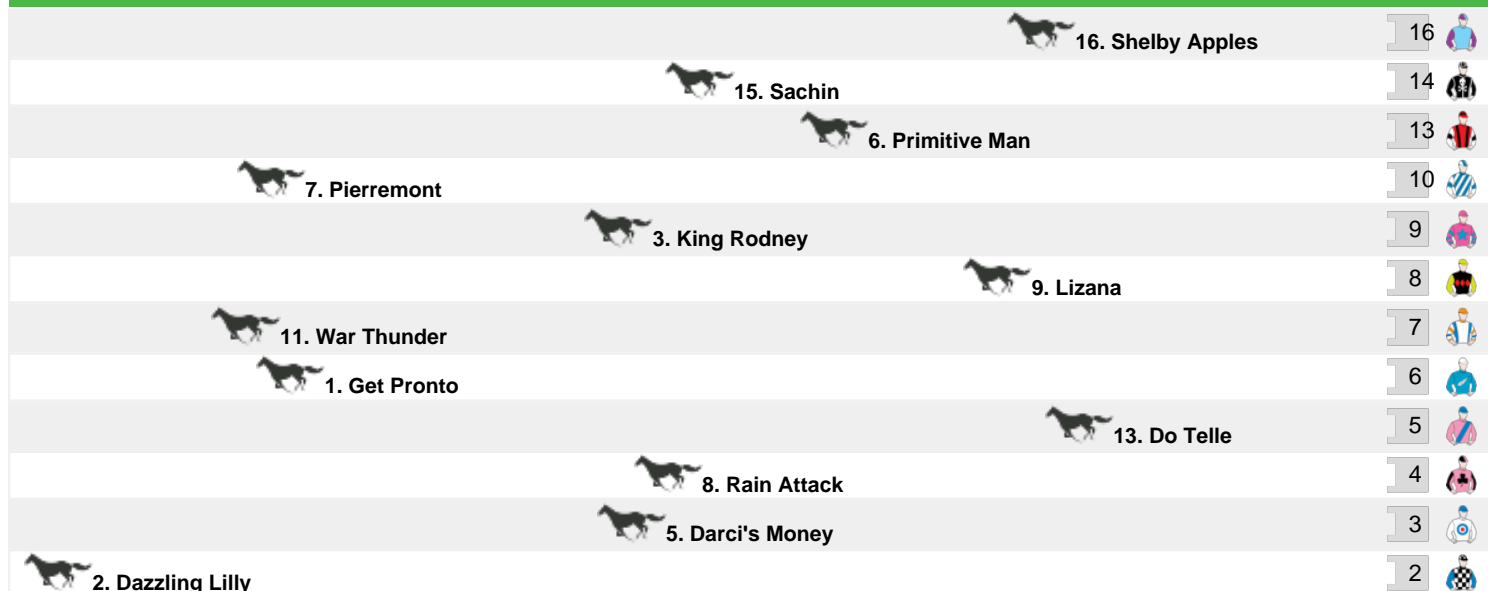 16. Shelby Apples 16
15. Sachin 14
6. Primitive Man 13
7. Pierremont 10
3. King Rodney 9
9. Lizana 8
11. War Thunder 7
1. Get Pronto 6
13. Do Telle 5
8. Rain Attack 4
5. Darci's Money 3
2. Dazzling Lilly 2